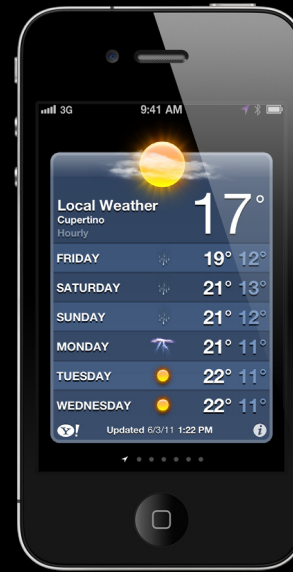 3G 9:41 AM
Local Weather 17°
Cupertino
Hourly
FRIDAY 19° 12°
SATURDAY 21° 13°
SUNDAY 21° 12°
MONDAY 21° 11°
TUESDAY 22° 11°
WEDNESDAY 22° 11°
Y! Updated 6/3/11 1:22 PM i